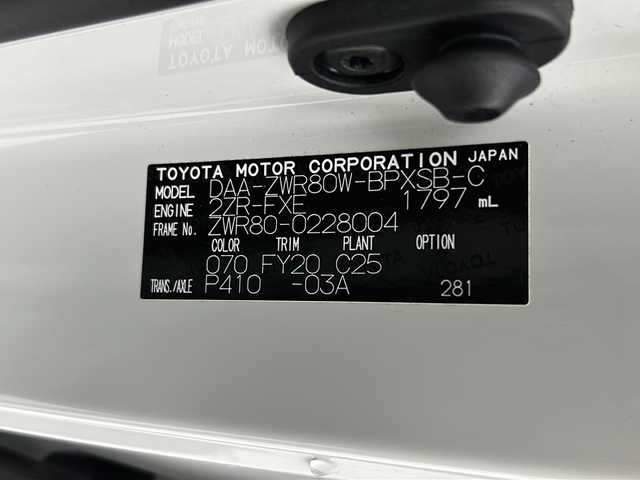 TOYOTA MOTOR CORPORATION JAPAN
MODEL DAA-ZWR80W-BPXSB-C
ENGINE 2ZR-FXE 1797 mL
FRAME No. ZWR80-0228004
COLOR TRIM PLANT OPTION
070 FY20 C25
TRANS./AXLE P410 -03A 281